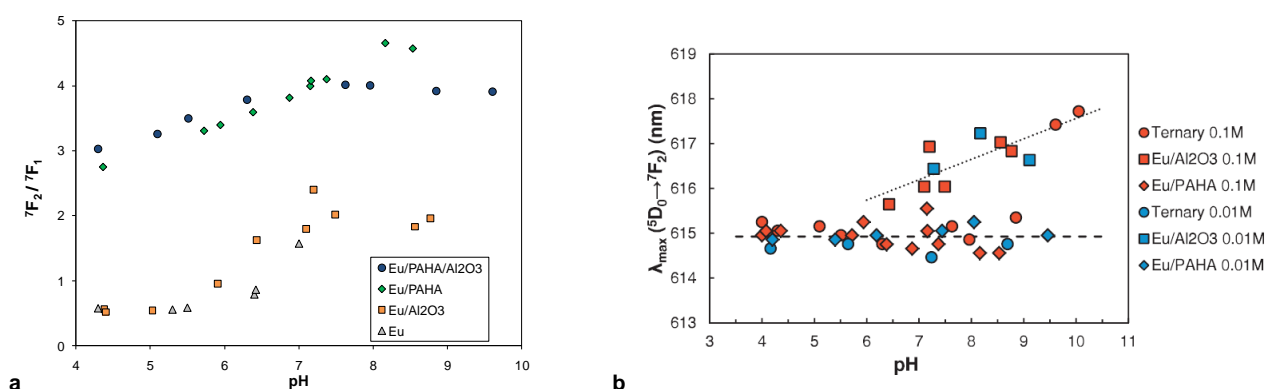 5
4
3
2
1
0
⁷F₂ / ⁷F₁
4
5
6
7
8
9
10
pH
Eu/PAHA/Al2O3
Eu/PAHA
Eu/Al2O3
Eu
a
619
618
617
616
615
614
613
λmax (⁵D₀→⁷F₂) (nm)
3
4
5
6
7
8
9
10
11
pH
Ternary 0.1M
Eu/Al2O3 0.1M
Eu/PAHA 0.1M
Ternary 0.01M
Eu/Al2O3 0.01M
Eu/PAHA 0.01M
b